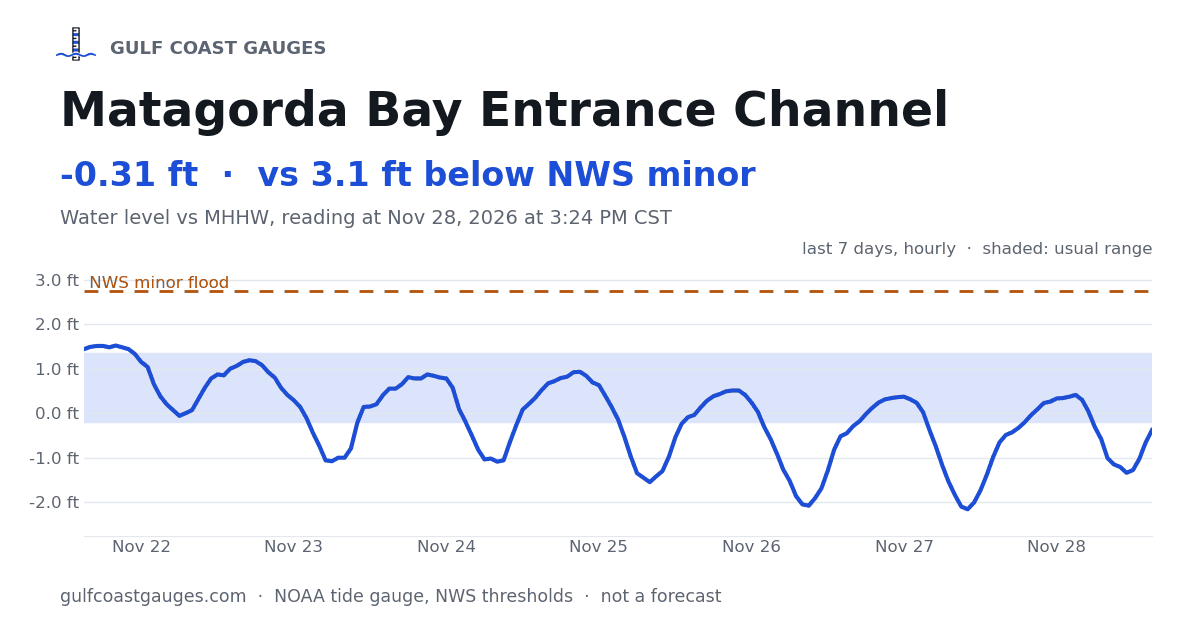 GULF COAST GAUGES
Matagorda Bay Entrance Channel
-0.31 ft · vs 3.1 ft below NWS minor
Water level vs MHHW, reading at Nov 28, 2026 at 3:24 PM CST
last 7 days, hourly · shaded: usual range
3.0 ft
NWS minor flood
2.0 ft
1.0 ft
0.0 ft
-1.0 ft
-2.0 ft
Nov 22 Nov 23 Nov 24 Nov 25 Nov 26 Nov 27 Nov 28
gulfcoastgauges.com · NOAA tide gauge, NWS thresholds · not a forecast